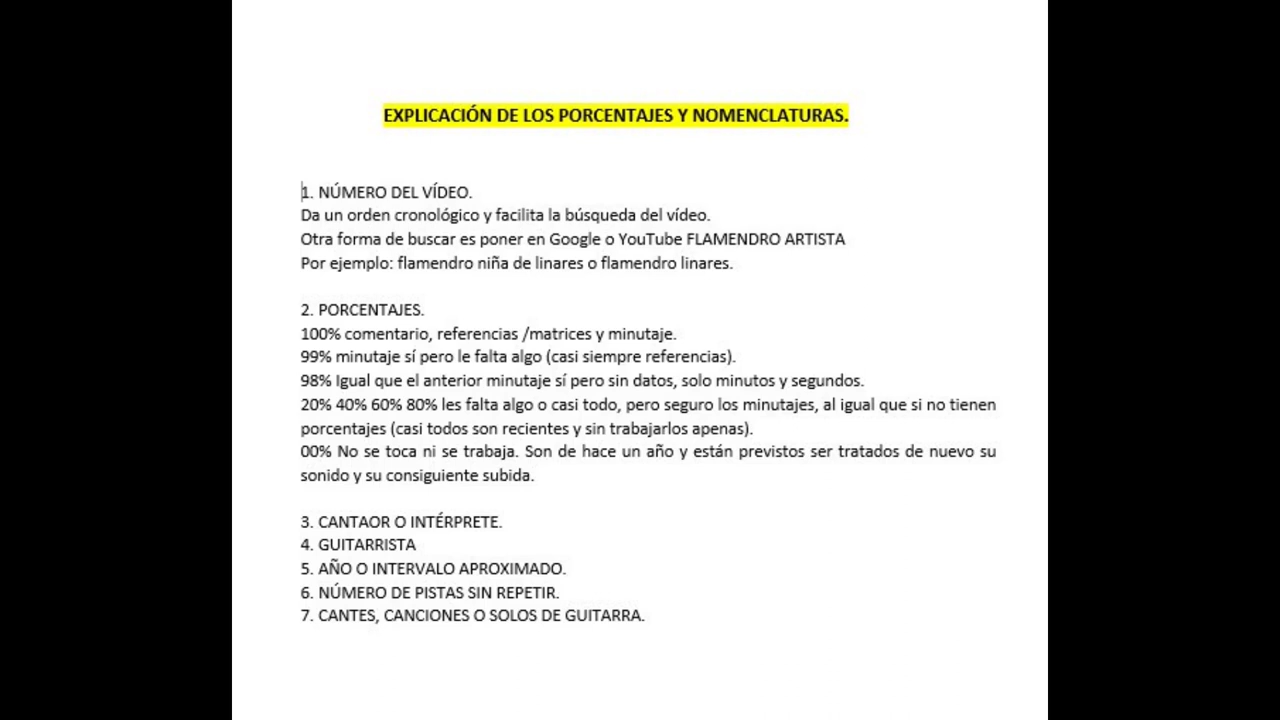 EXPLICACIÓN DE LOS PORCENTAJES Y NOMENCLATURAS.
1. NÚMERO DEL VÍDEO.
Da un orden cronológico y facilita la búsqueda del vídeo.
Otra forma de buscar es poner en Google o YouTube FLAMENDRO ARTISTA
Por ejemplo: flamendro niña de linares o flamendro linares.
2. PORCENTAJES.
100% comentario, referencias /matrices y minutaje.
99% minutaje sí pero le falta algo (casi siempre referencias).
98% Igual que el anterior minutaje sí pero sin datos, solo minutos y segundos.
20% 40% 60% 80% les falta algo o casi todo, pero seguro los minutajes, al igual que si no tienen
porcentajes (casi todos son recientes y sin trabajarlos apenas).
00% No se toca ni se trabaja. Son de hace un año y están previstos ser tratados de nuevo su
sonido y su consiguiente subida.
3. CANTAOR O INTÉRPRETE.
4. GUITARRISTA
5. AÑO O INTERVALO APROXIMADO.
6. NÚMERO DE PISTAS SIN REPETIR.
7. CANTES, CANCIONES O SOLOS DE GUITARRA.